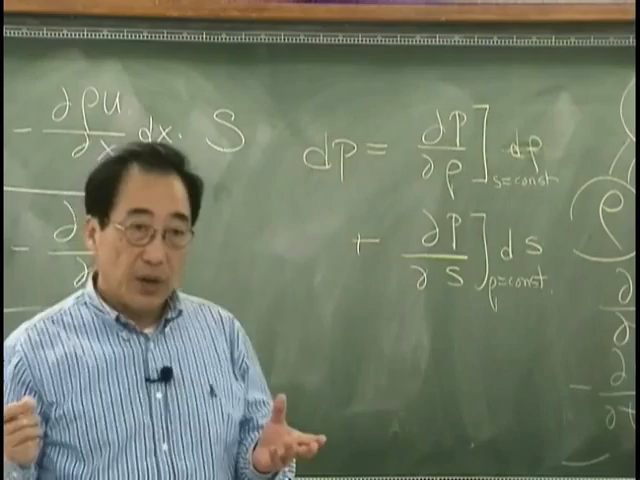 - ∂ρu/∂x dx · S
dp = ∂P/∂ρ ]s=const dρ
+ ∂P/∂s ]ρ=const. ds
- ∂
ρ
∂
- ∂